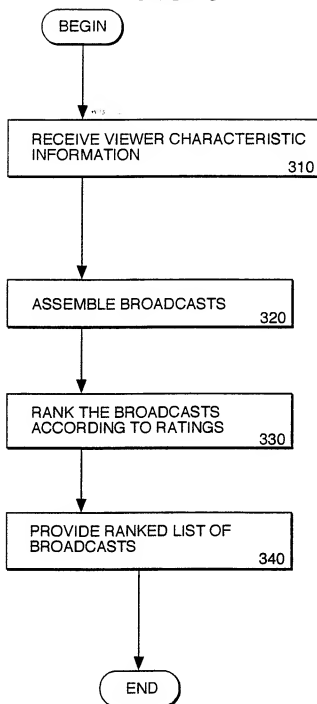 BEGIN
RECEIVE VIEWER CHARACTERISTIC
INFORMATION
310
ASSEMBLE BROADCASTS
320
RANK THE BROADCASTS
ACCORDING TO RATINGS
330
PROVIDE RANKED LIST OF
BROADCASTS
340
END